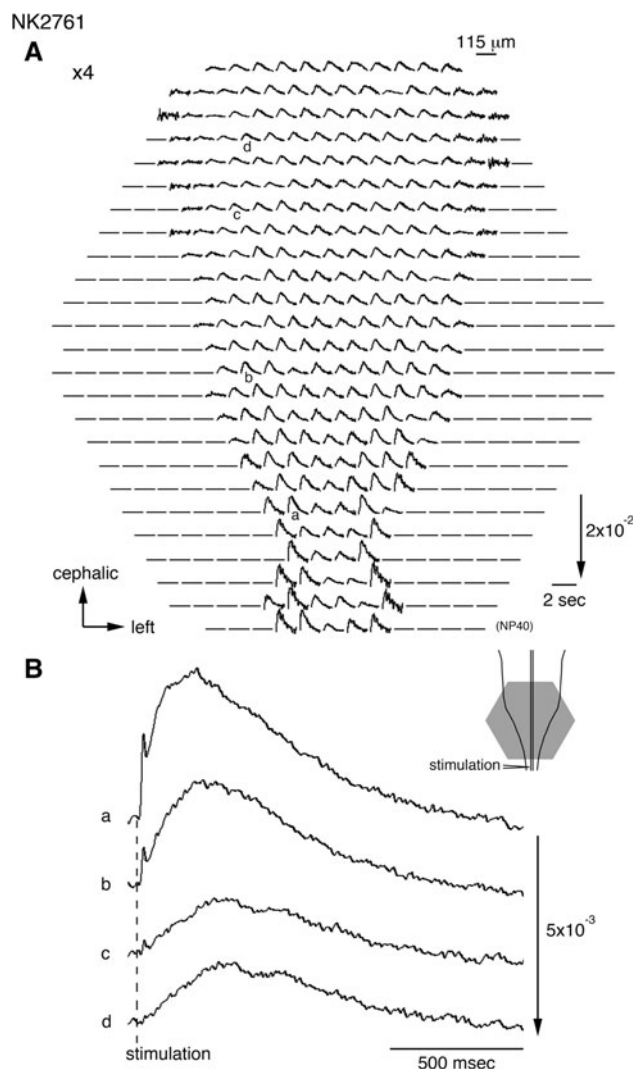 NK2761
A
x4
115 μm
d
c
b
a
2x10-2
2 sec
cephalic
left
(NP40)
B
stimulation
a
b
5x10-3
c
d
stimulation
500 msec